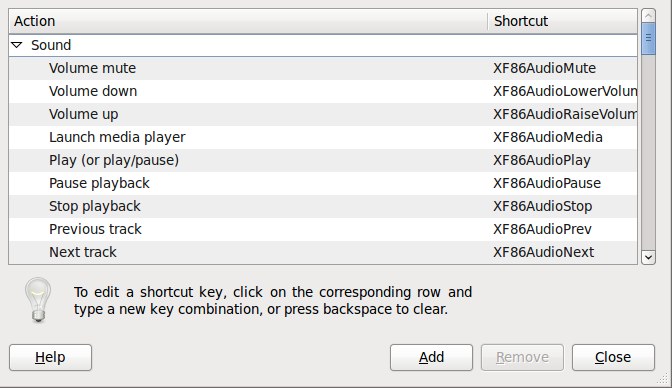 Action Shortcut
Sound
Volume mute XF86AudioMute
Volume down XF86AudioLowerVolum
Volume up XF86AudioRaiseVolum
Launch media player XF86AudioMedia
Play (or play/pause) XF86AudioPlay
Pause playback XF86AudioPause
Stop playback XF86AudioStop
Previous track XF86AudioPrev
Next track XF86AudioNext
To edit a shortcut key, click on the corresponding row and
type a new key combination, or press backspace to clear.
Help Add Remove Close